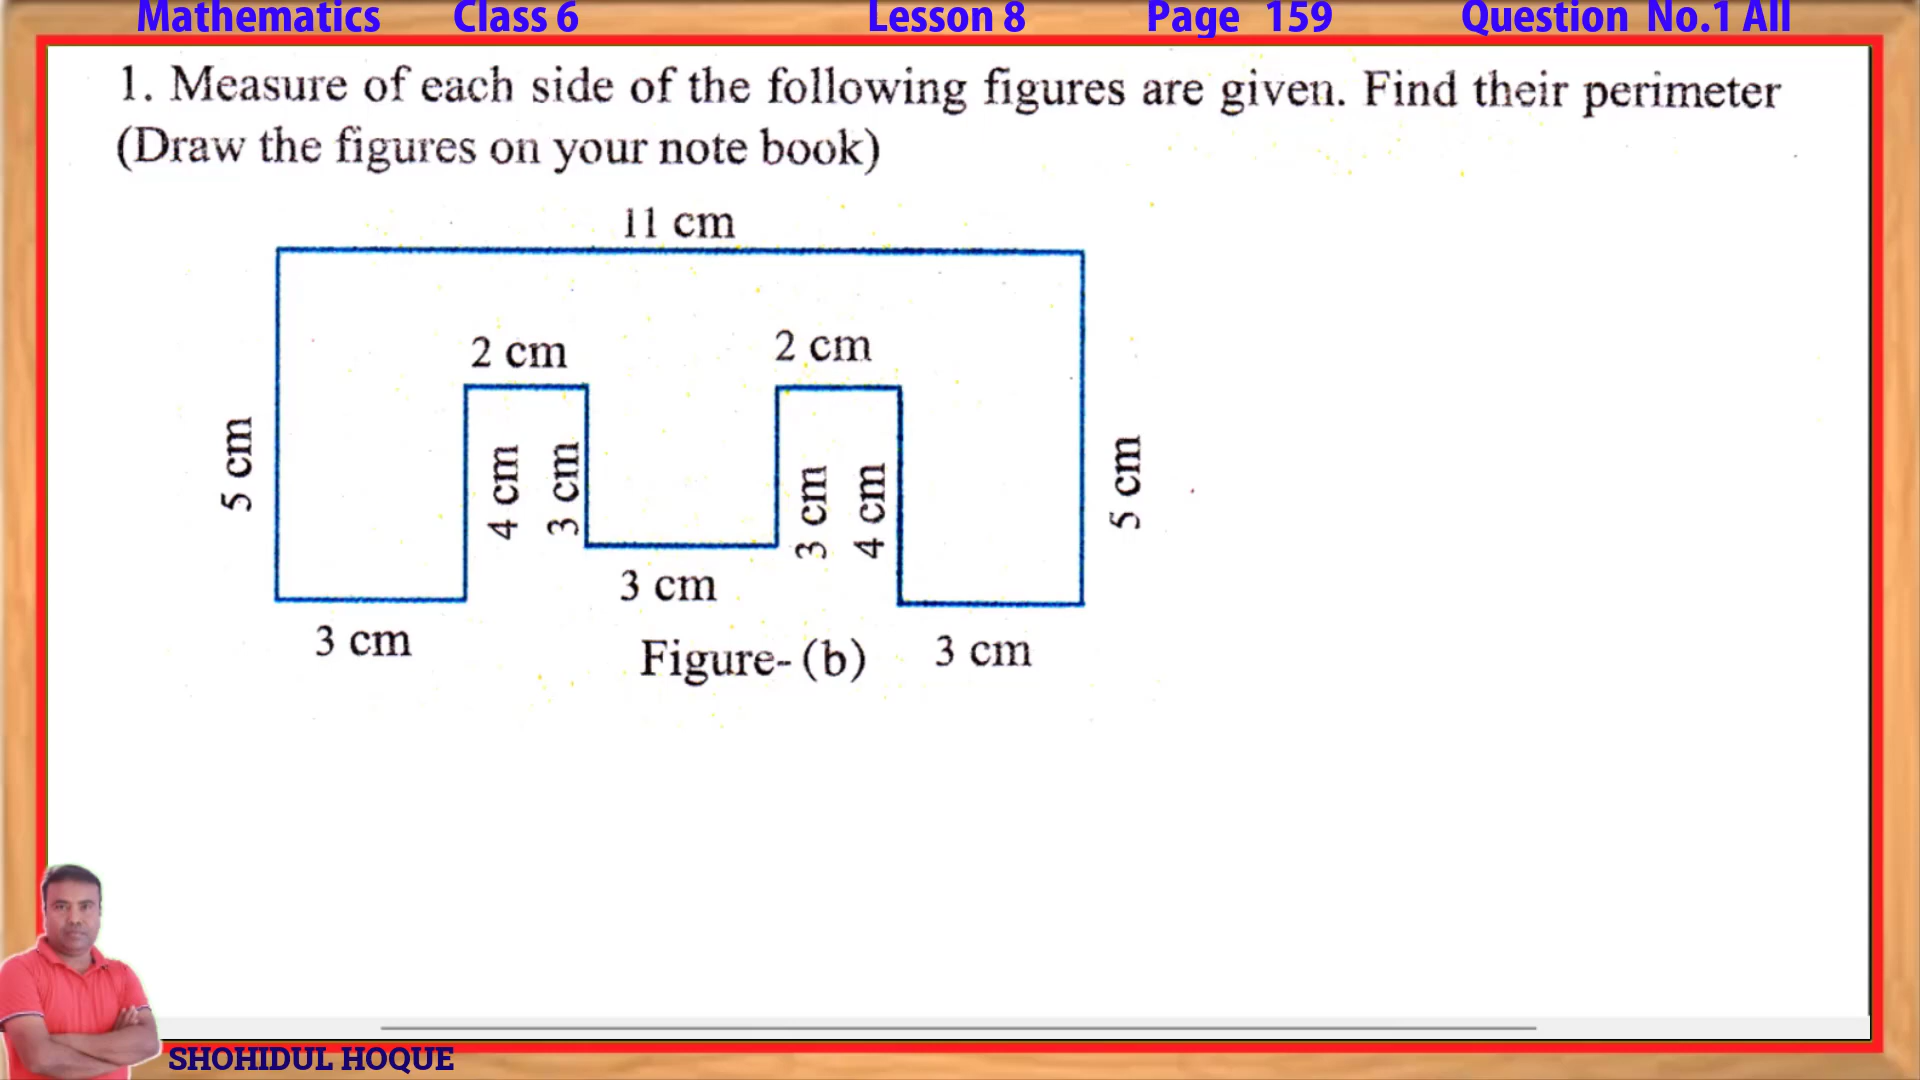 Mathematics Class 6 Lesson 8 Page 159 Question No.1 All
1. Measure of each side of the following figures are given. Find their perimeter
(Draw the figures on your note book)
11 cm
2 cm
2 cm
5 cm
4 cm
3 cm
3 cm
4 cm
5 cm
3 cm
3 cm
Figure- (b)
3 cm
SHOHIDUL HOQUE